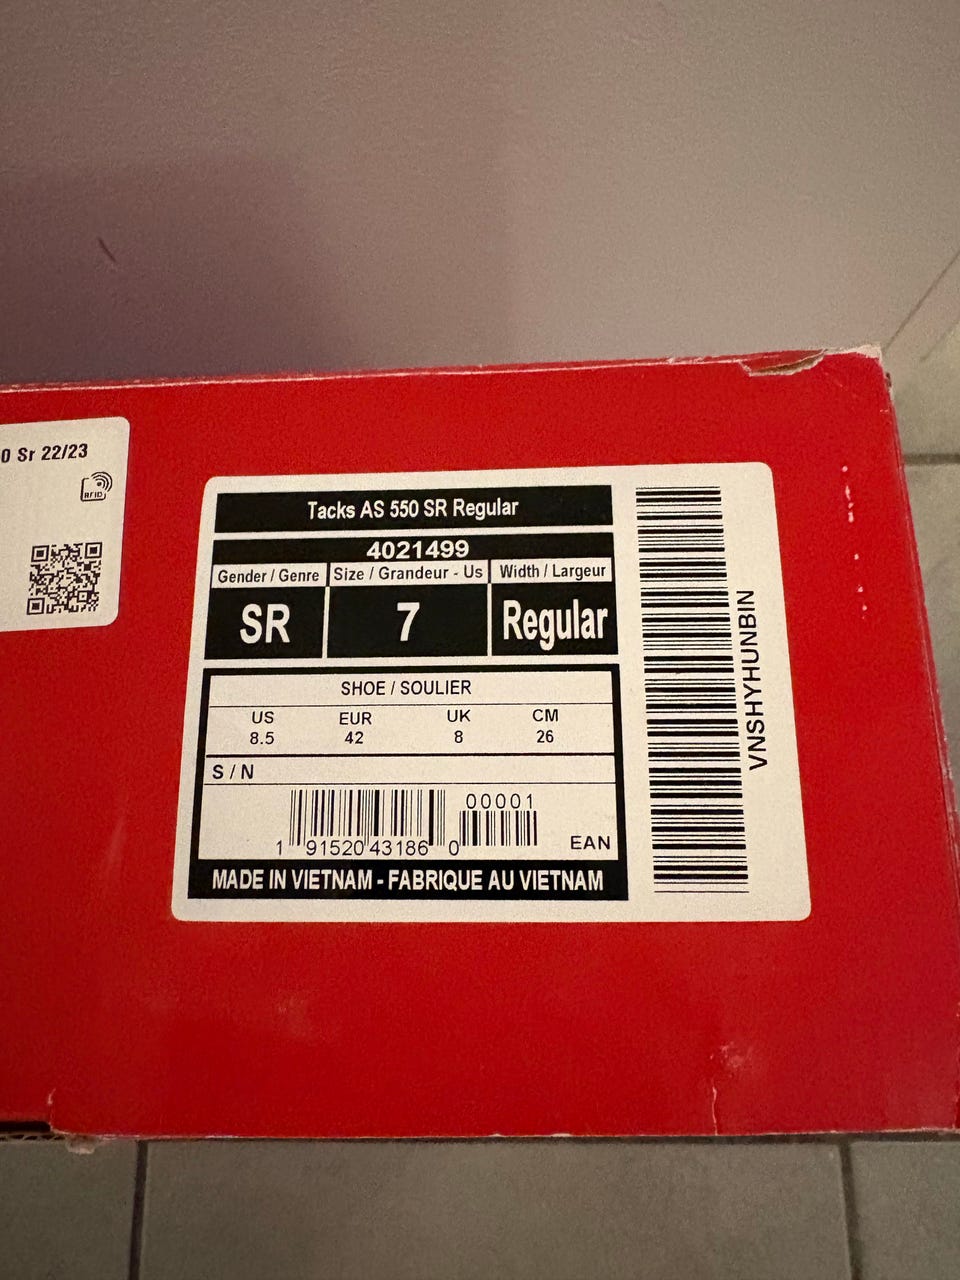 0 Sr 22/23
RFID
Tacks AS 550 SR Regular
4021499
Gender / Genre Size / Grandeur - Us Width / Largeur
SR 7 Regular
SHOE / SOULIER
US EUR UK CM
8.5 42 8 26
S / N
00001
1 91520 43186 0
EAN
MADE IN VIETNAM - FABRIQUE AU VIETNAM
VNSHYHUNBIN